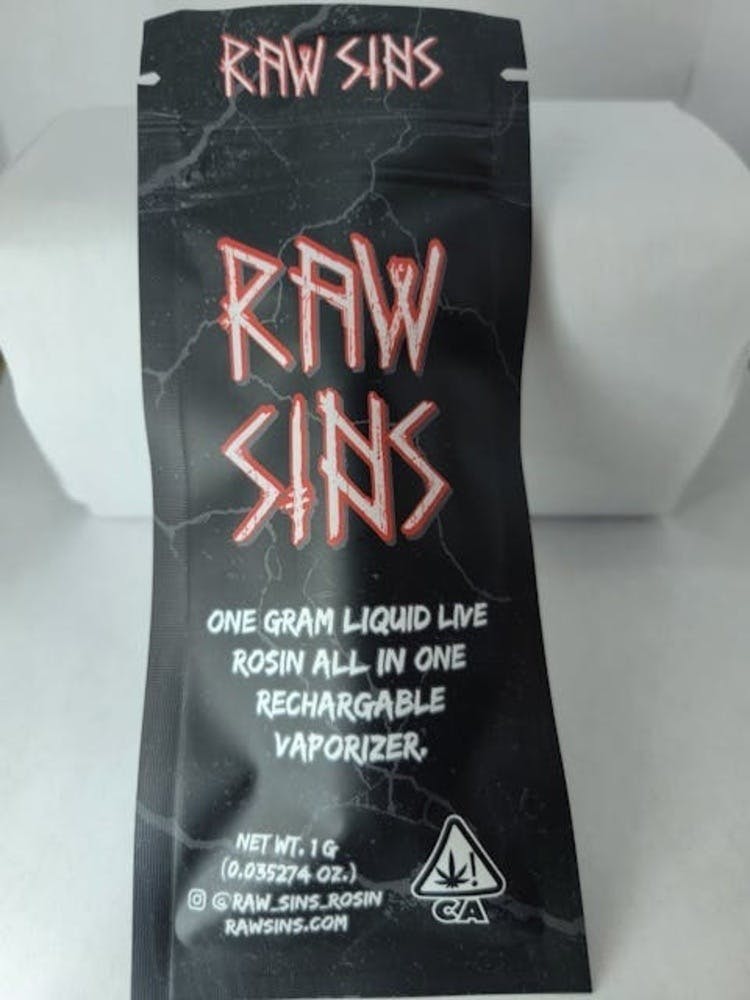 RAW SINS
RAW
SINS
ONE GRAM LIQUID LIVE
ROSIN ALL IN ONE
RECHARGABLE
VAPORIZER.
NET WT. 1 G
(0.035274 OZ.)
@RAW_SINS_ROSIN
RAWSINS.COM
!
CA